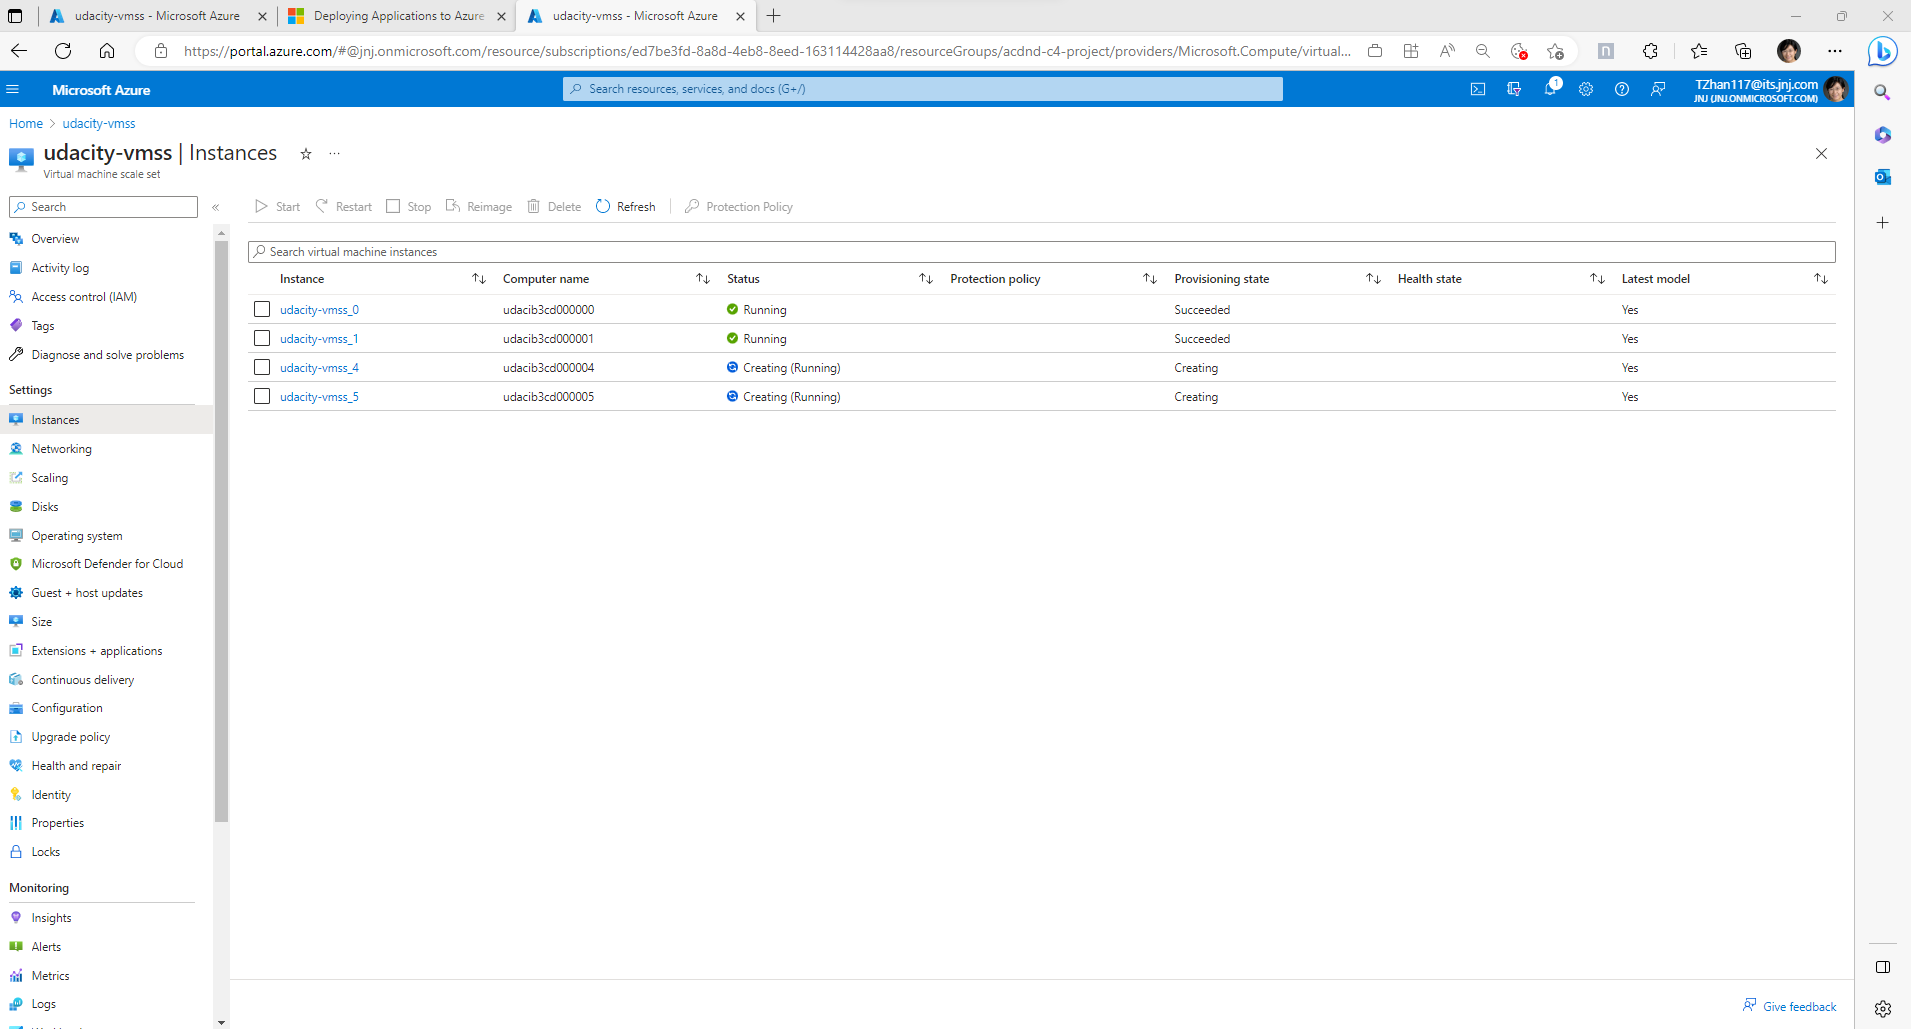 udacity-vmss - Microsoft Azure
Deploying Applications to Azure
udacity-vmss - Microsoft Azure
https://portal.azure.com/#@jnj.onmicrosoft.com/resource/subscriptions/ed7be3fd-8a8d-4eb8-8eed-163114428aa8/resourceGroups/acdnd-c4-project/providers/Microsoft.Compute/virtual...
Microsoft Azure
Search resources, services, and docs (G+/)
1
TZhan117@its.jnj.com
JNJ (JNJ.ONMICROSOFT.COM)
Home > udacity-vmss
udacity-vmss | Instances
Virtual machine scale set
Search
Start Restart Stop Reimage Delete Refresh Protection Policy
Search virtual machine instances
Instance Computer name Status Protection policy Provisioning state Health state Latest model
udacity-vmss_0 udacib3cd000000 Running Succeeded Yes
udacity-vmss_1 udacib3cd000001 Running Succeeded Yes
udacity-vmss_4 udacib3cd000004 Creating (Running) Creating Yes
udacity-vmss_5 udacib3cd000005 Creating (Running) Creating Yes
Overview
Activity log
Access control (IAM)
Tags
Diagnose and solve problems
Settings
Instances
Networking
Scaling
Disks
Operating system
Microsoft Defender for Cloud
Guest + host updates
Size
Extensions + applications
Continuous delivery
Configuration
Upgrade policy
Health and repair
Identity
Properties
Locks
Monitoring
Insights
Alerts
Metrics
Logs
Give feedback